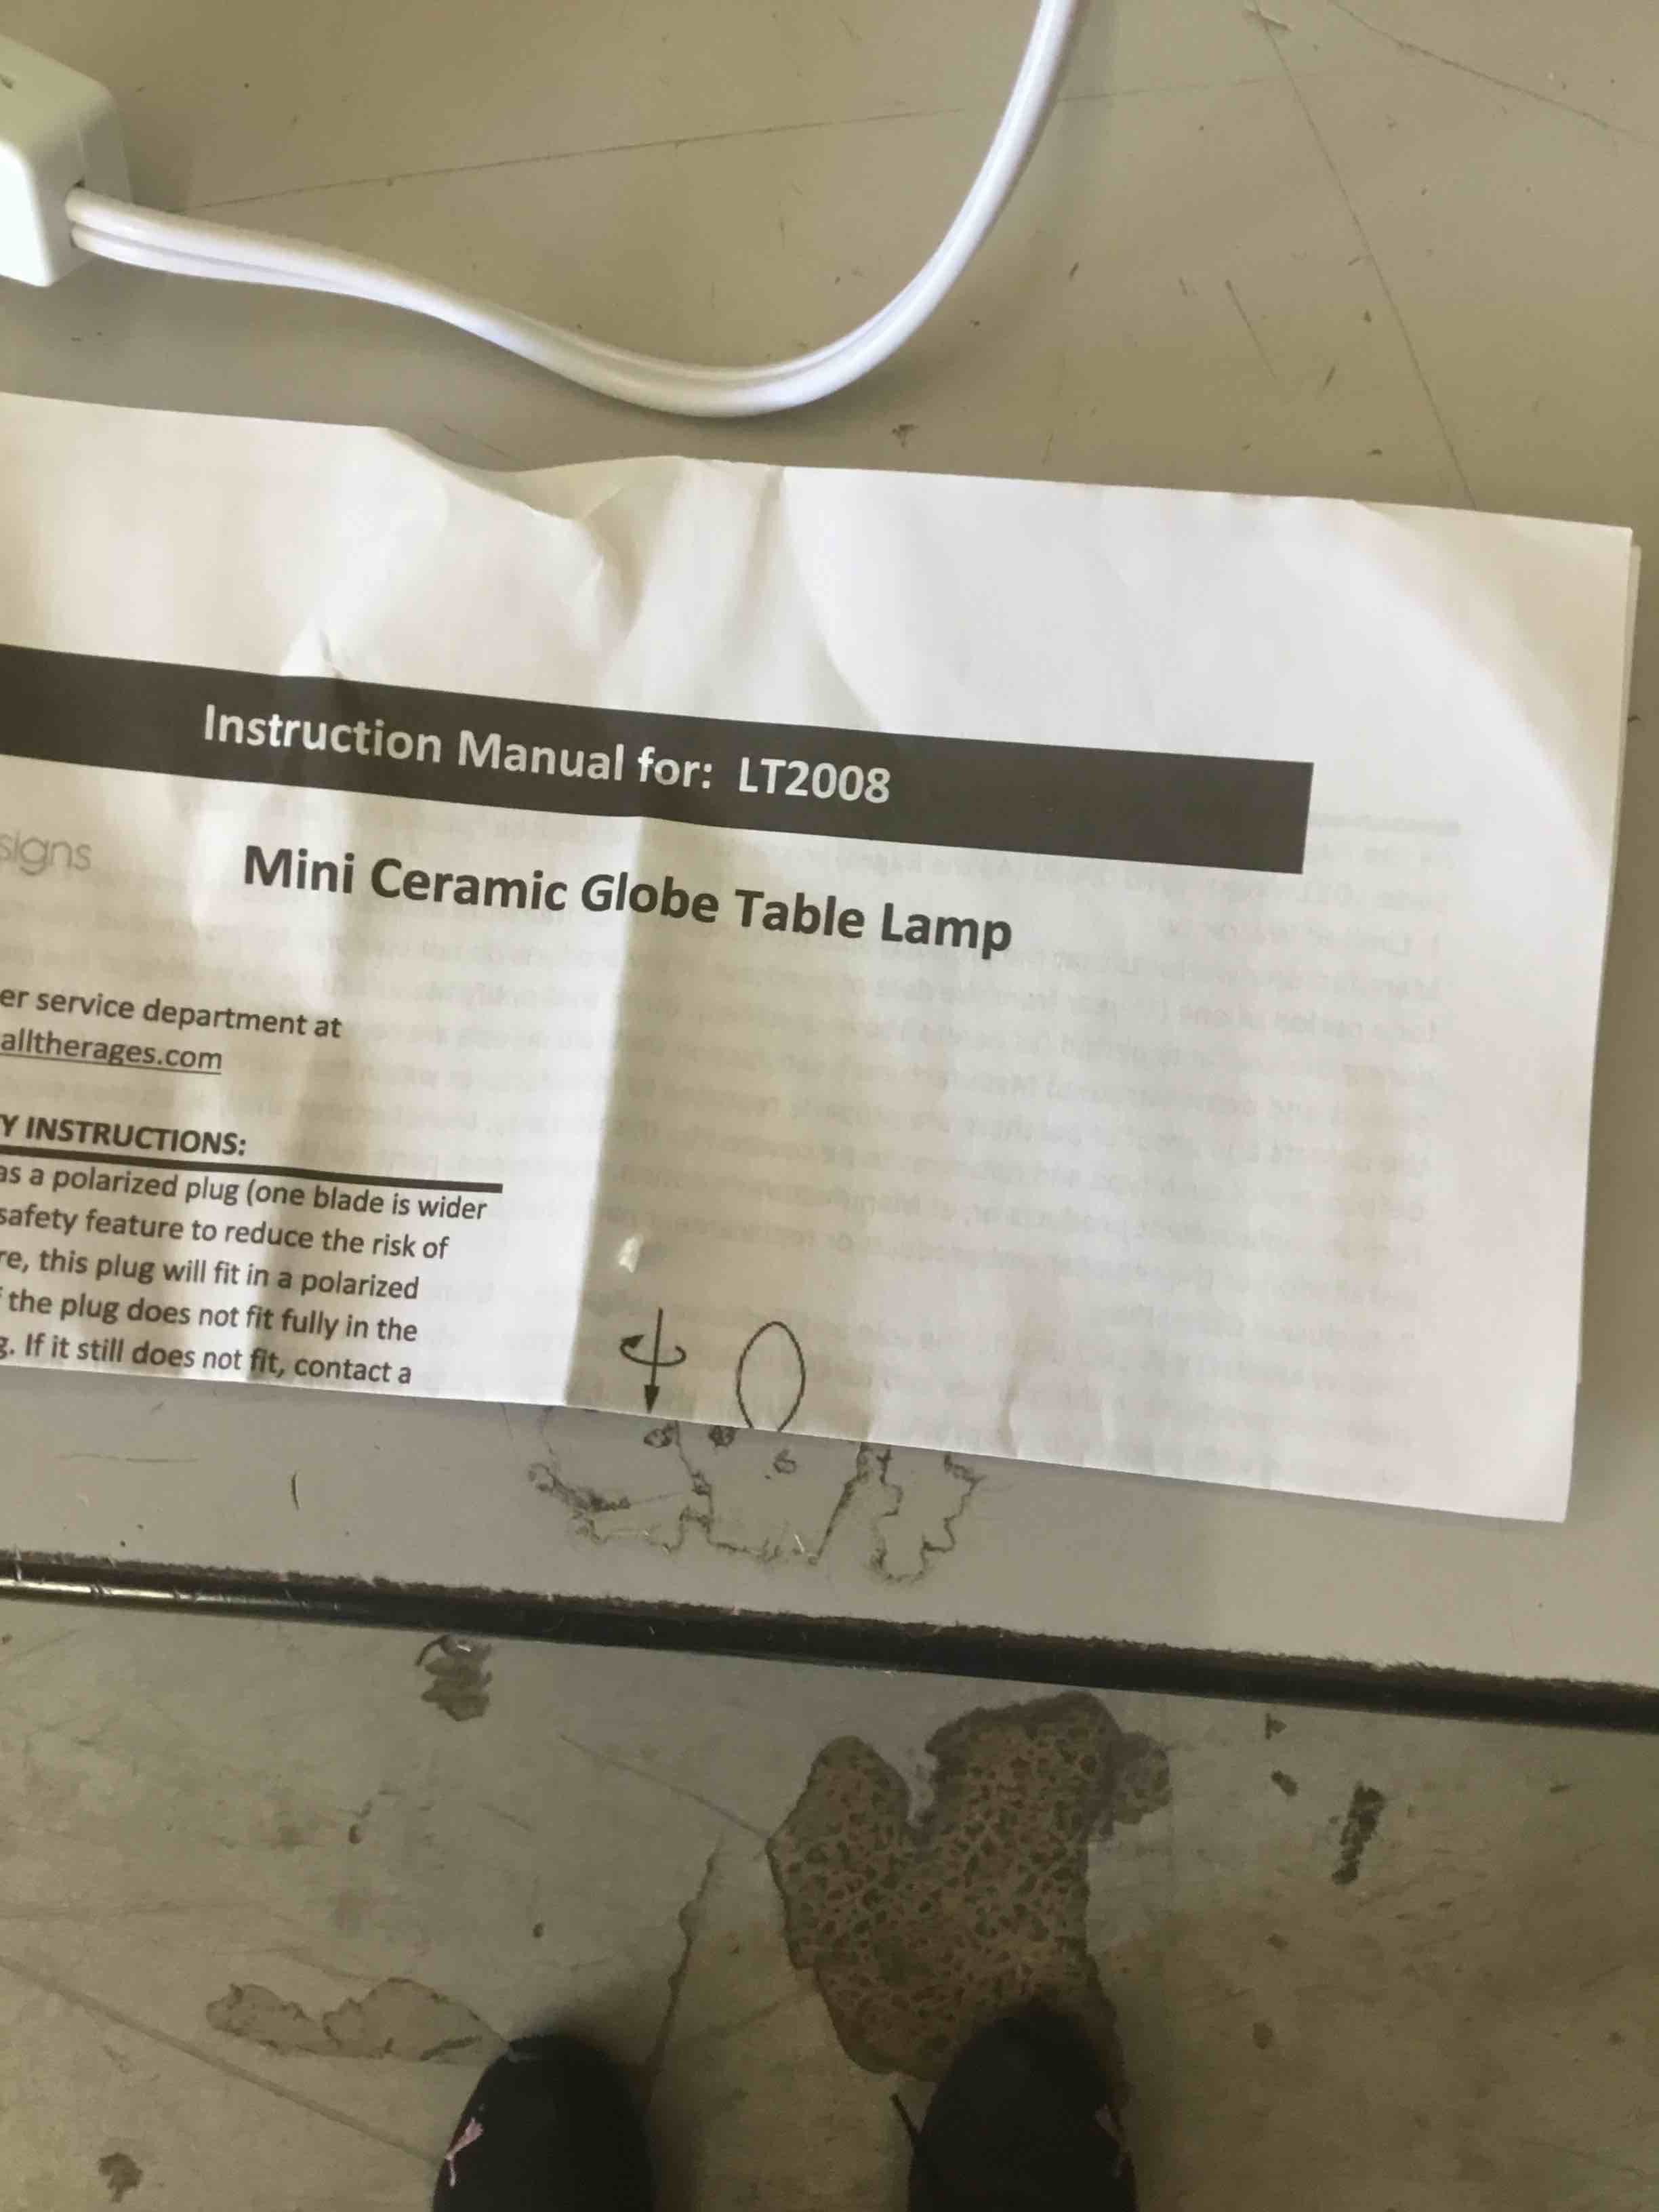 Instruction Manual for: LT2008
signs
Mini Ceramic Globe Table Lamp
er service department at
alltherages.com
Y INSTRUCTIONS:
as a polarized plug (one blade is wider
safety feature to reduce the risk of
re, this plug will fit in a polarized
the plug does not fit fully in the
g. If it still does not fit, contact a